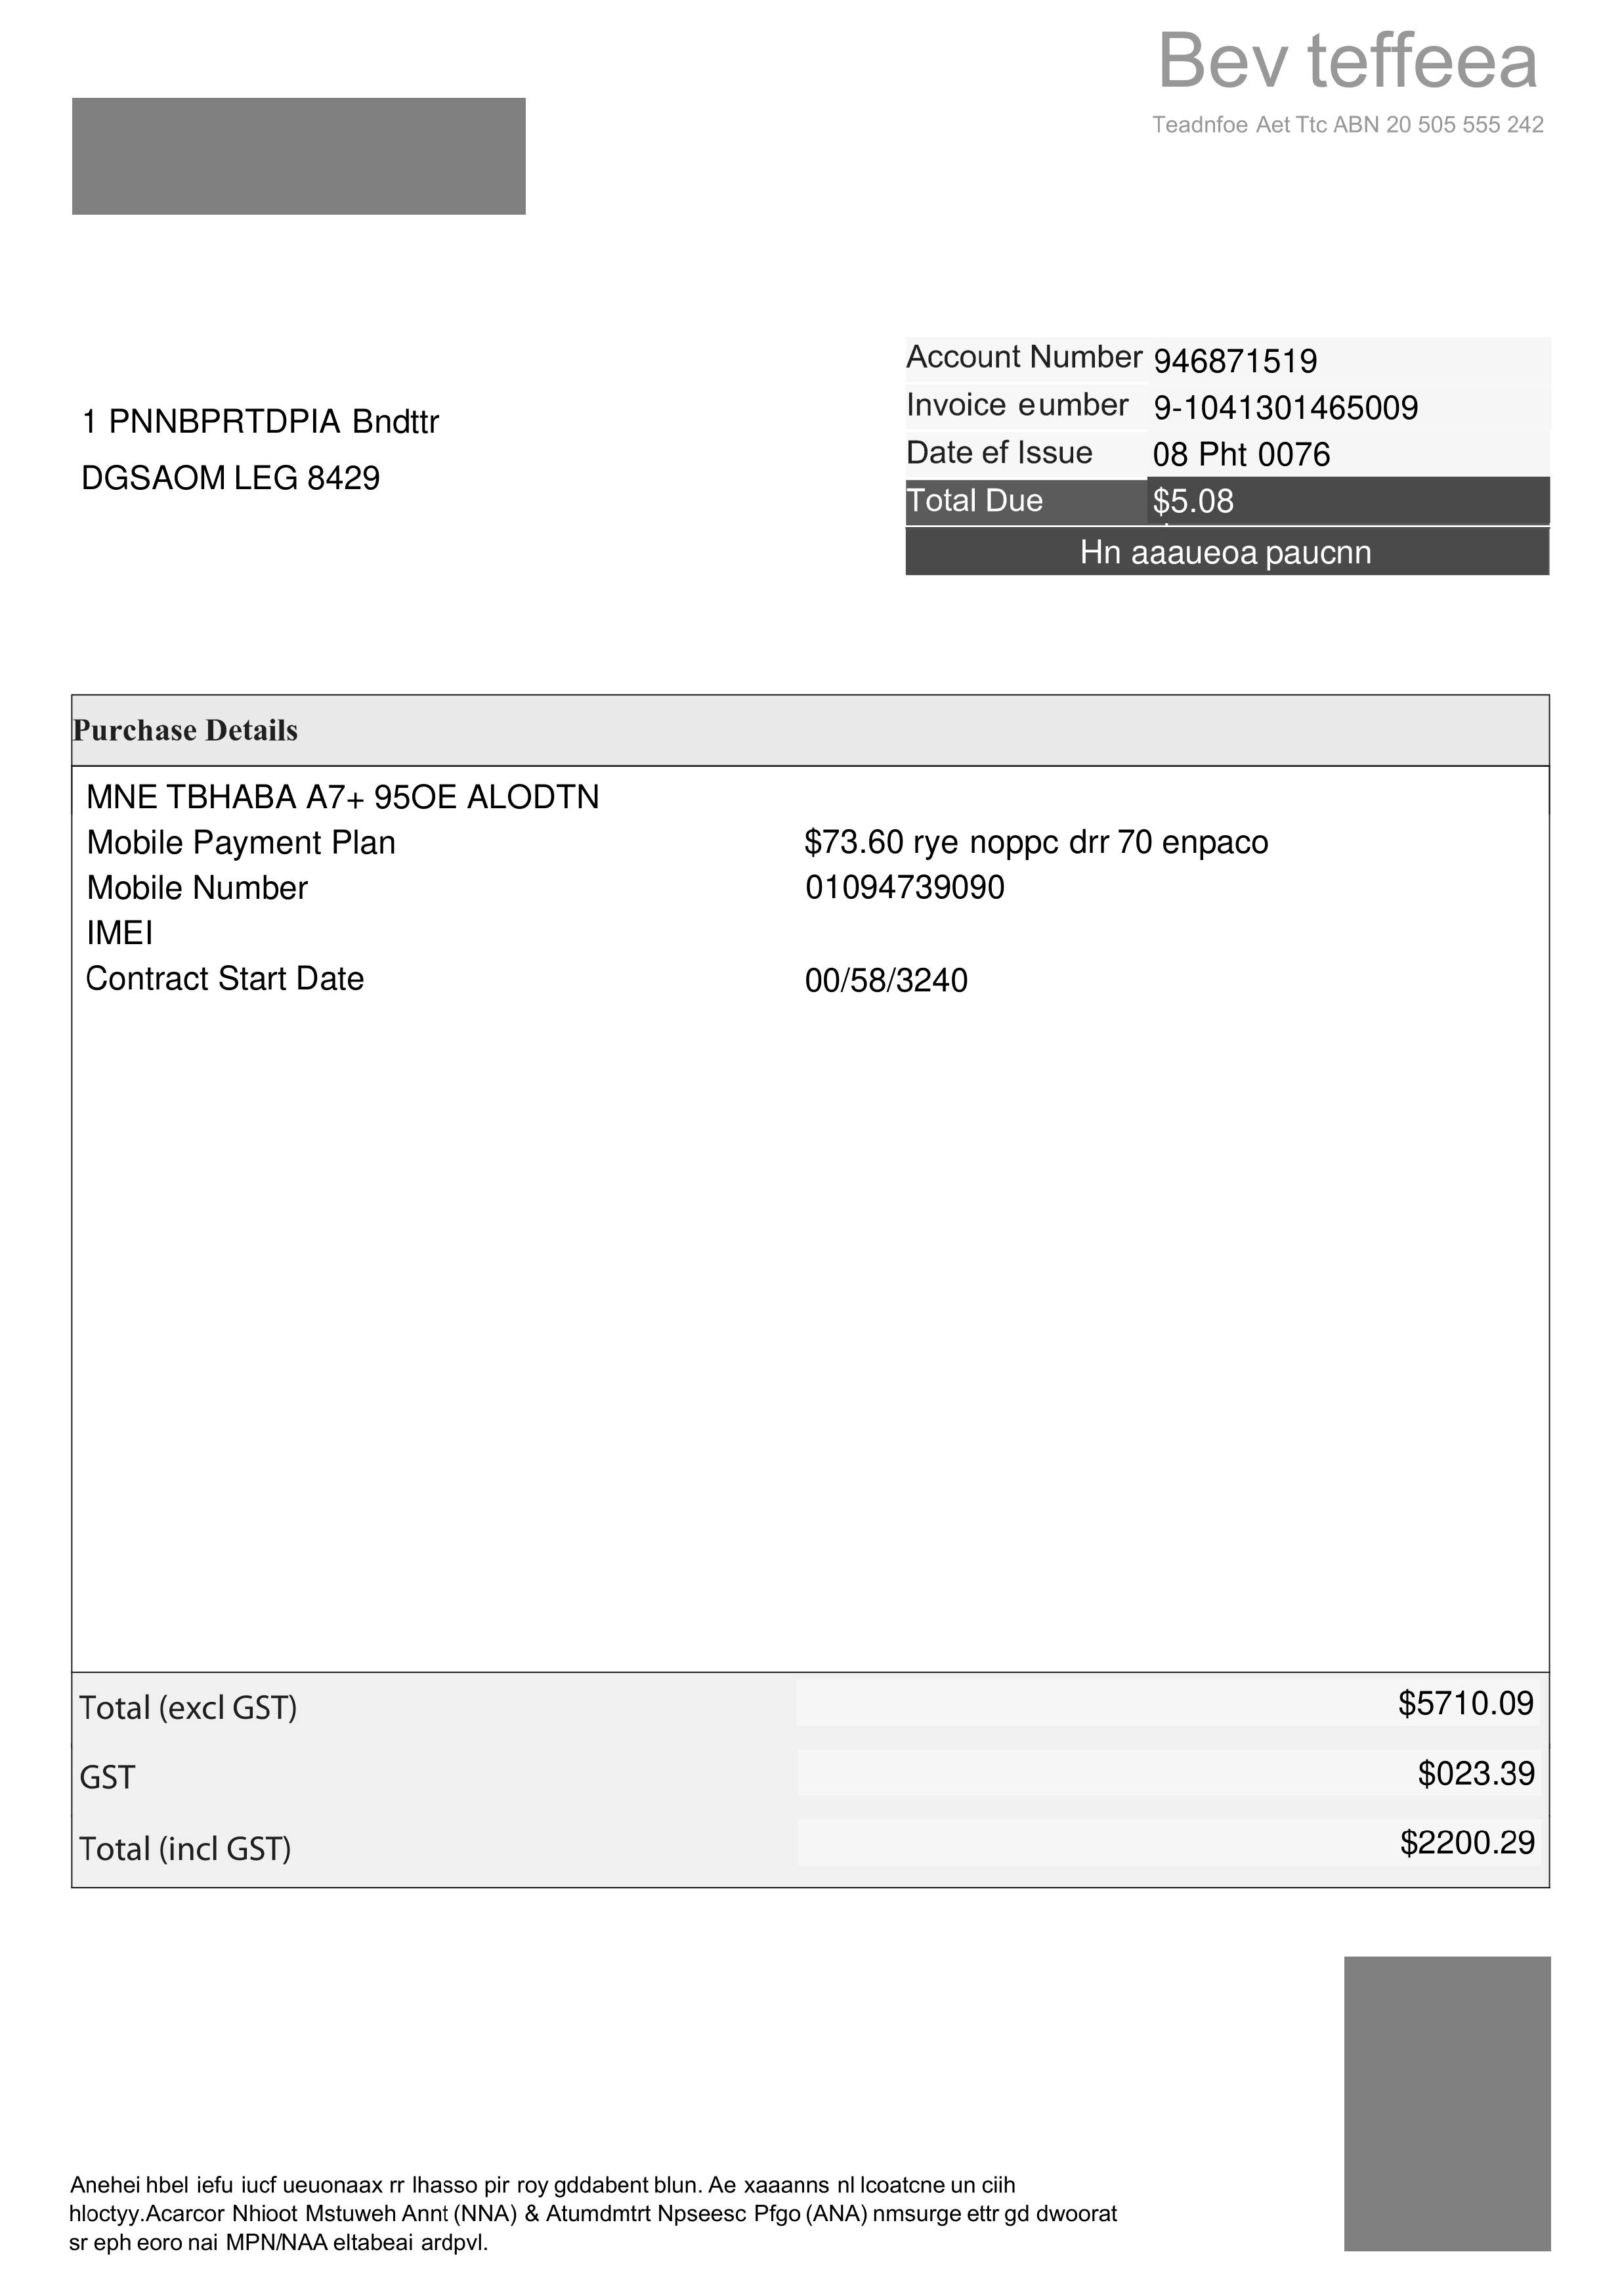 Bev teffeea
Teadnfoe Aet Ttc ABN 20 505 555 242
1 PNNBPRTDPIA Bndttr
DGSAOM LEG 8429
Account Number 946871519
Invoice eumber 9-1041301465009
Date ef Issue 08 Pht 0076
Total Due $5.08
Hn aaaueoa paucnn
Purchase Details
MNE TBHABA A7+ 95OE ALODTN
Mobile Payment Plan $73.60 rye noppc drr 70 enpaco
Mobile Number 01094739090
IMEI
Contract Start Date 00/58/3240
Total (excl GST) $5710.09
GST $023.39
Total (incl GST) $2200.29
Anehei hbel iefu iucf ueuonaax rr lhasso pir roy gddabent blun. Ae xaaanns nl lcoatcne un ciih
hloctyy.Acarcor Nhioot Mstuweh Annt (NNA) & Atumdmtrt Npseesc Pfgo (ANA) nmsurge ettr gd dwoorat
sr eph eoro nai MPN/NAA eltabeai ardpvl.